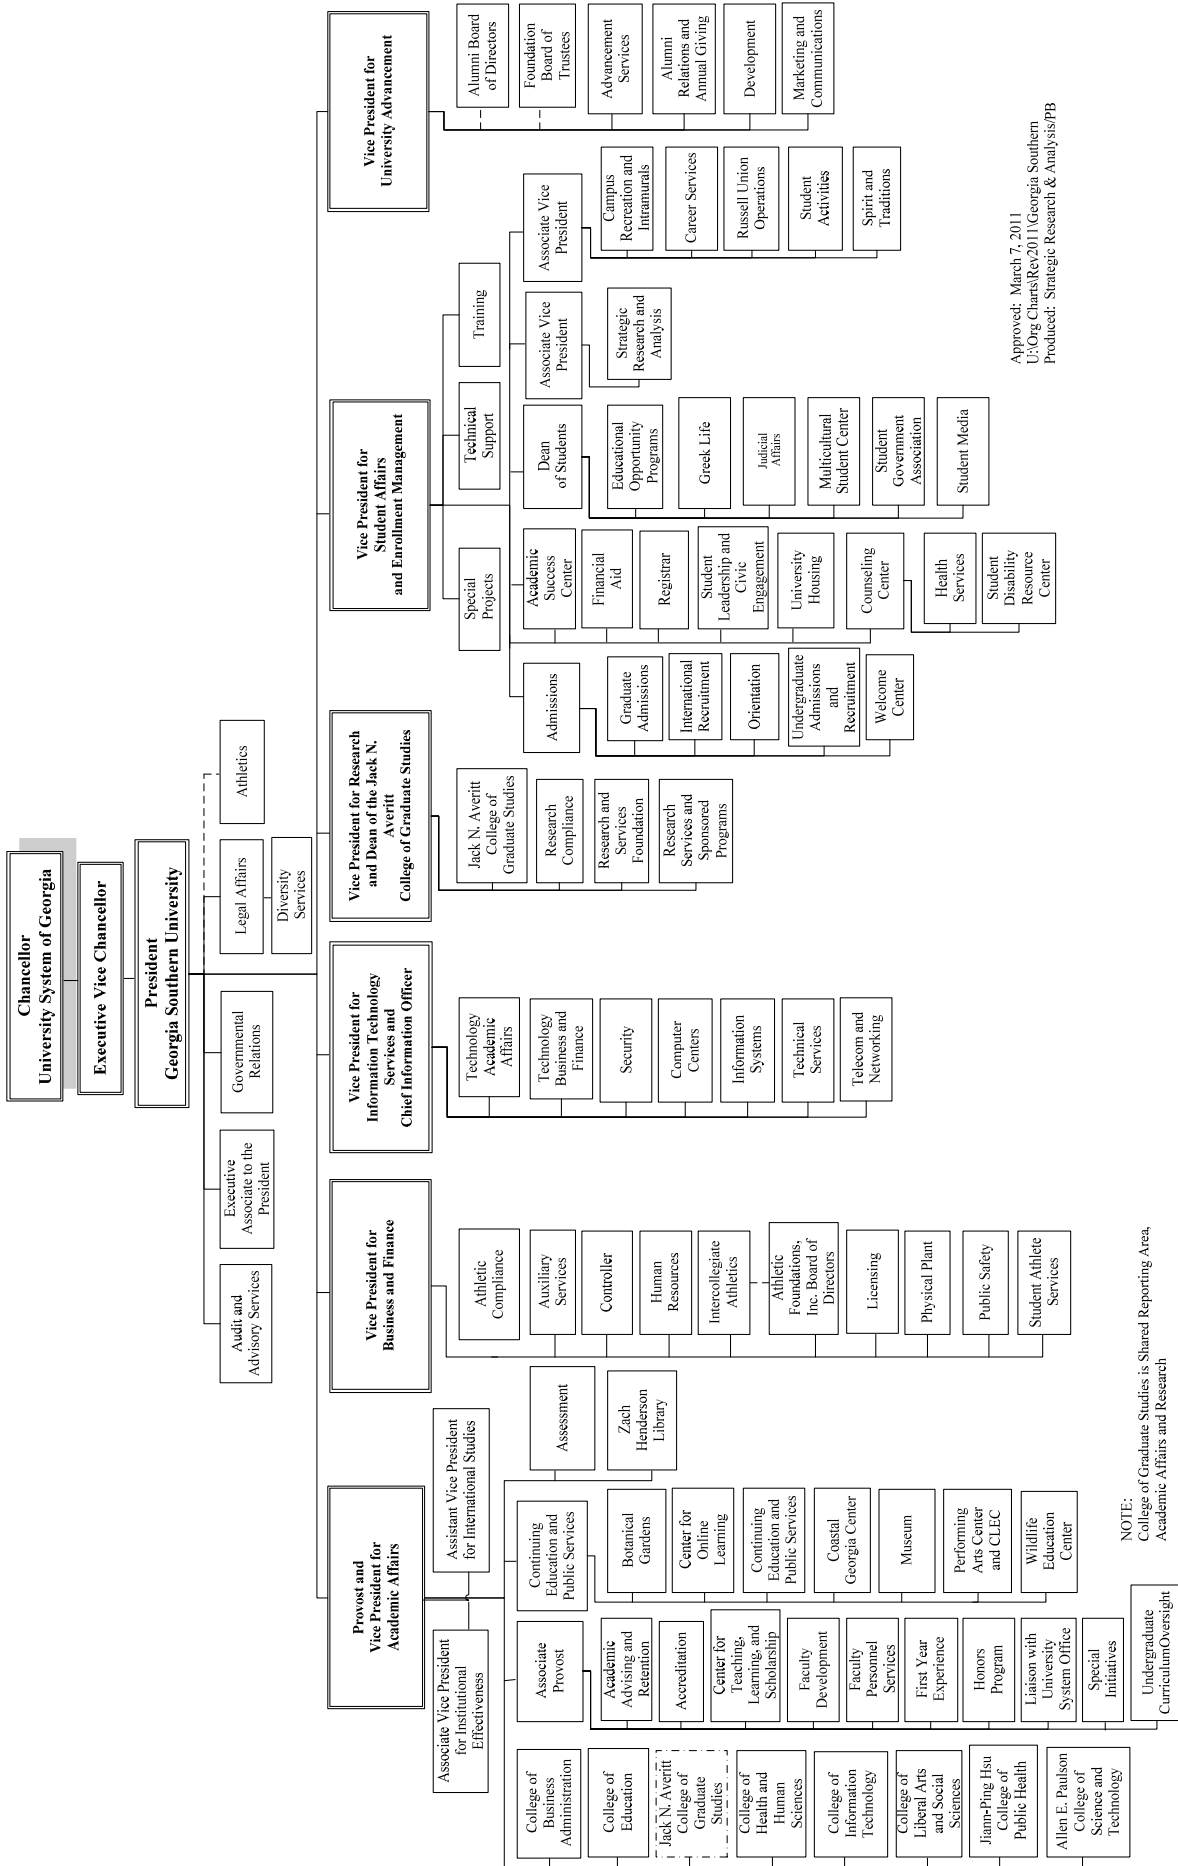 Chancellor
University System of Georgia
Executive Vice Chancellor
President
Georgia Southern University
Audit and
Advisory Services
Executive
Associate to the
President
Governmental
Relations
Legal Affairs
Diversity
Services
Athletics
Provost and
Vice President for
Academic Affairs
Associate Vice President
for Institutional
Effectiveness
Assistant Vice President
for International Studies
College of
Business
Administration
College of
Education
Jack N. Averitt
College of
Graduate
Studies
College of
Health and
Human
Sciences
College of
Information
Technology
College of
Liberal Arts
and Social
Sciences
Jiann-Ping Hsu
College of
Public Health
Allen E. Paulson
College of
Science and
Technology
Associate
Provost
Academic
Advising and
Retention
Accreditation
Center for
Teaching,
Learning, and
Scholarship
Faculty
Development
Faculty
Personnel
Services
First Year
Experience
Honors
Program
Liaison with
University
System Office
Special
Initiatives
Undergraduate
CurriculumOversight
Continuing
Education and
Public Services
Botanical
Gardens
Center for
Online
Learning
Continuing
Education and
Public Services
Coastal
Georgia Center
Museum
Performing
Arts Center
and CLEC
Wildlife
Education
Center
Assessment
Zach
Henderson
Library
Vice President for
Business and Finance
Athletic
Compliance
Auxiliary
Services
Controller
Human
Resources
Intercollegiate
Athletics
Athletic
Foundations,
Inc. Board of
Directors
Licensing
Physical Plant
Public Safety
Student Athlete
Services
Vice President for
Information Technology
Services and
Chief Information Officer
Technology
Academic
Affairs
Technology
Business and
Finance
Security
Computer
Centers
Information
Systems
Technical
Services
Telecom and
Networking
Vice President for Research
and Dean of the Jack N.
Averitt
College of Graduate Studies
Jack N. Averitt
College of
Graduate Studies
Research
Compliance
Research and
Services
Foundation
Research
Services and
Sponsored
Programs
Vice President for
Student Affairs
and Enrollment Management
Special
Projects
Technical
Support
Training
Admissions
Graduate
Admissions
International
Recruitment
Orientation
Undergraduate
Admissions
and
Recruitment
Welcome
Center
Academic
Success
Center
Financial
Aid
Registrar
Student
Leadership and
Civic
Engagement
University
Housing
Counseling
Center
Health
Services
Student
Disability
Resource
Center
Dean
of Students
Educational
Opportunity
Programs
Greek Life
Judicial
Affairs
Multicultural
Student Center
Student
Government
Association
Student Media
Associate Vice
President
Strategic
Research and
Analysis
Associate Vice
President
Campus
Recreation and
Intramurals
Career Services
Russell Union
Operations
Student
Activities
Spirit and
Traditions
Vice President for
University Advancement
Alumni Board
of Directors
Foundation
Board of
Trustees
Advancement
Services
Alumni
Relations and
Annual Giving
Development
Marketing and
Communications
NOTE:
College of Graduate Studies is Shared Reporting Area,
Academic Affairs and Research
Approved:  March 7, 2011
U:\Org Charts\Rev2011\Georgia Southern
Produced:  Strategic Research & Analysis/PB